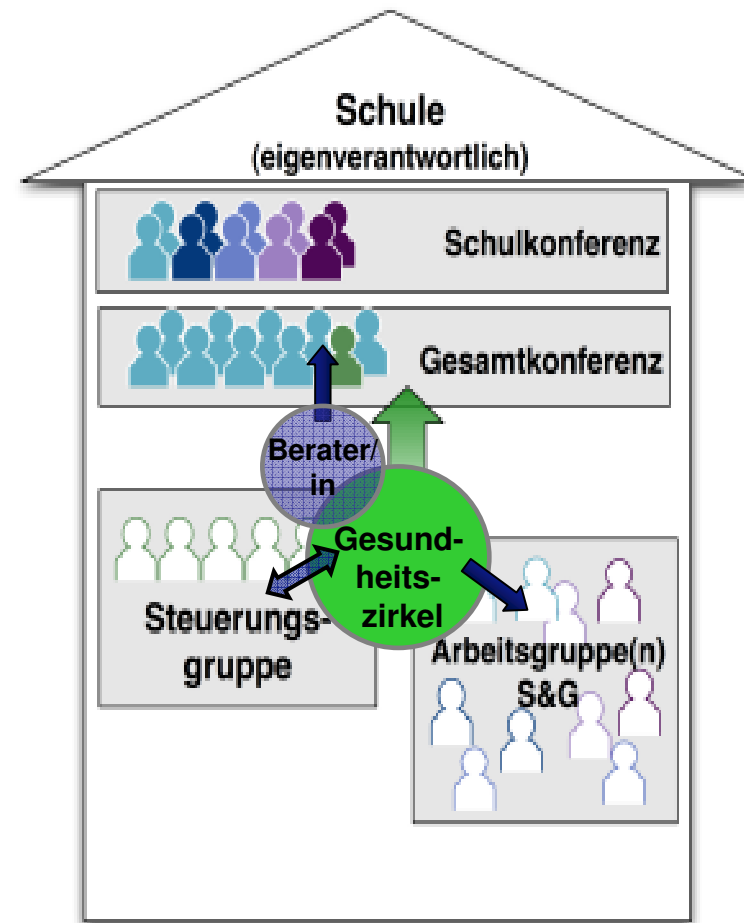 Schule
(eigenverantwortlich)
Schulkonferenz
Gesamtkonferenz
Berater/
in
Gesund-
heits-
zirkel
Steuerungs-
gruppe
Arbeitsgruppe(n)
S&G